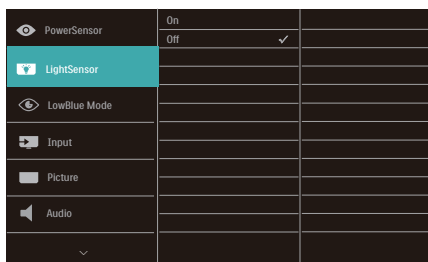 PowerSensor
On
Off
LightSensor
LowBlue Mode
Input
Picture
Audio